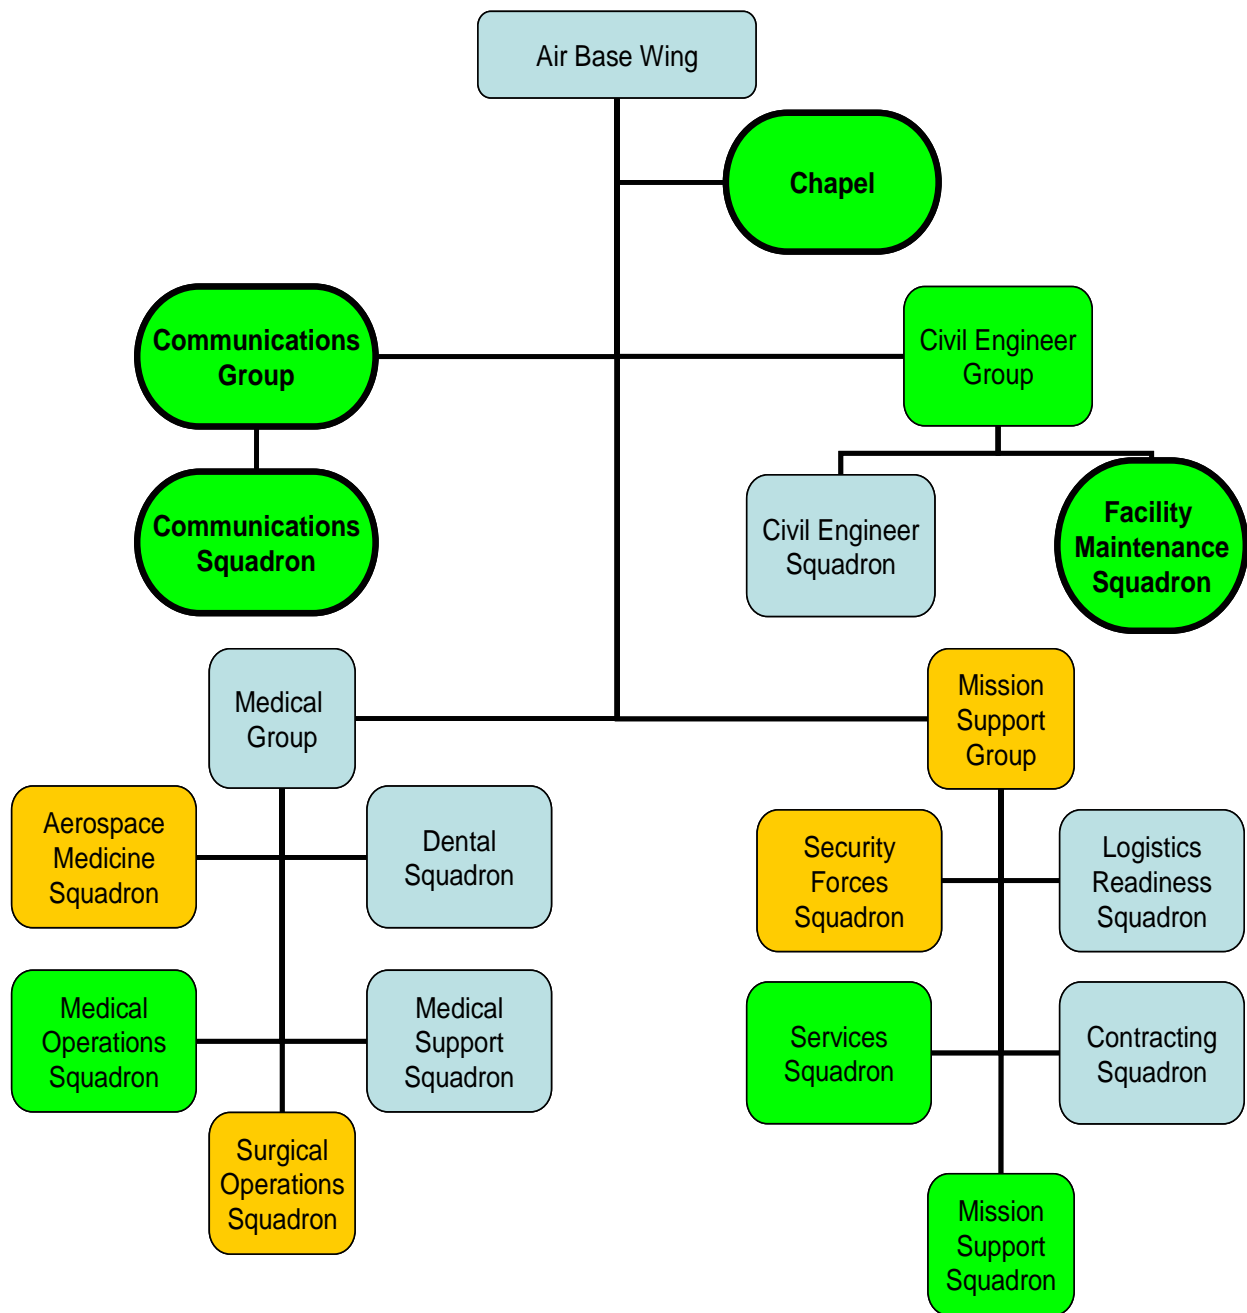 Air Base Wing
Chapel
Communications
Group
Civil Engineer
Group
Communications
Squadron
Civil Engineer
Squadron
Facility
Maintenance
Squadron
Medical
Group
Mission
Support
Group
Aerospace
Medicine
Squadron
Dental
Squadron
Security
Forces
Squadron
Logistics
Readiness
Squadron
Medical
Operations
Squadron
Medical
Support
Squadron
Services
Squadron
Contracting
Squadron
Surgical
Operations
Squadron
Mission
Support
Squadron